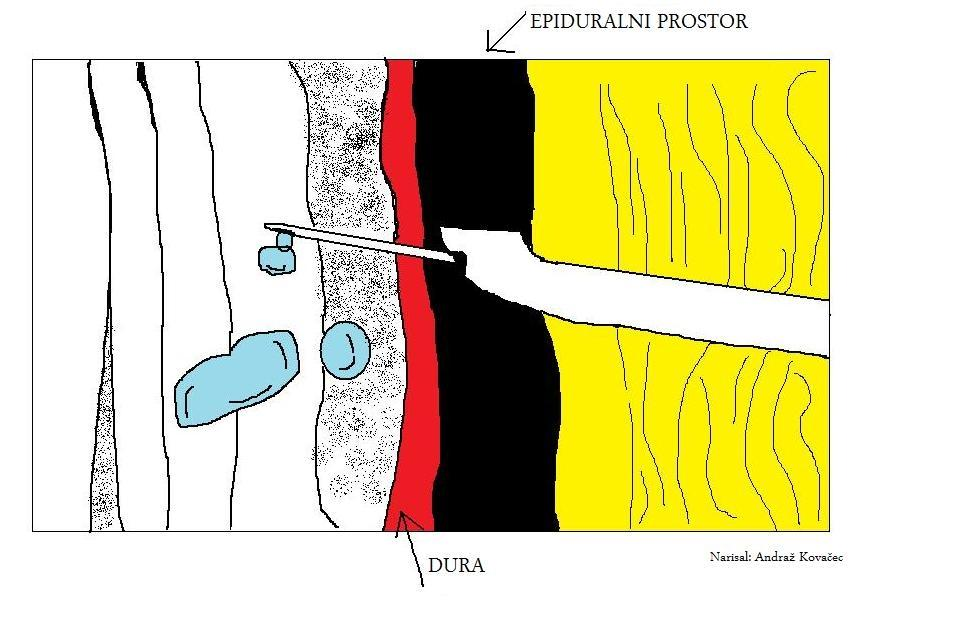 EPIDURALNI PROSTOR
DURA
Narisal: Andraž Kovačec